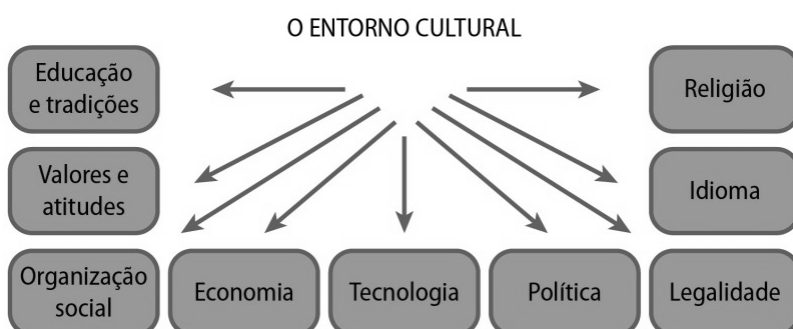 O ENTORNO CULTURAL
Educação
e tradições
Religião
Valores e
atitudes
Idioma
Organização
social
Economia
Tecnologia
Política
Legalidade